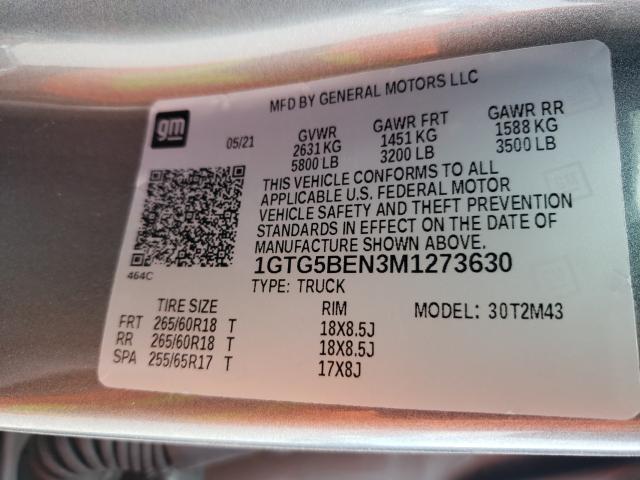 MFD BY GENERAL MOTORS LLC
gm
05/21 GVWR GAWR FRT GAWR RR
2631 KG 1451 KG 1588 KG
5800 LB 3200 LB 3500 LB
THIS VEHICLE CONFORMS TO ALL
APPLICABLE U.S. FEDERAL MOTOR
VEHICLE SAFETY AND THEFT PREVENTION
STANDARDS IN EFFECT ON THE DATE OF
MANUFACTURE SHOWN ABOVE.
464C
1GTG5BEN3M1273630
TYPE: TRUCK
TIRE SIZE RIM MODEL: 30T2M43
FRT 265/60R18 T 18X8.5J
RR 265/60R18 T 18X8.5J
SPA 255/65R17 T 17X8J